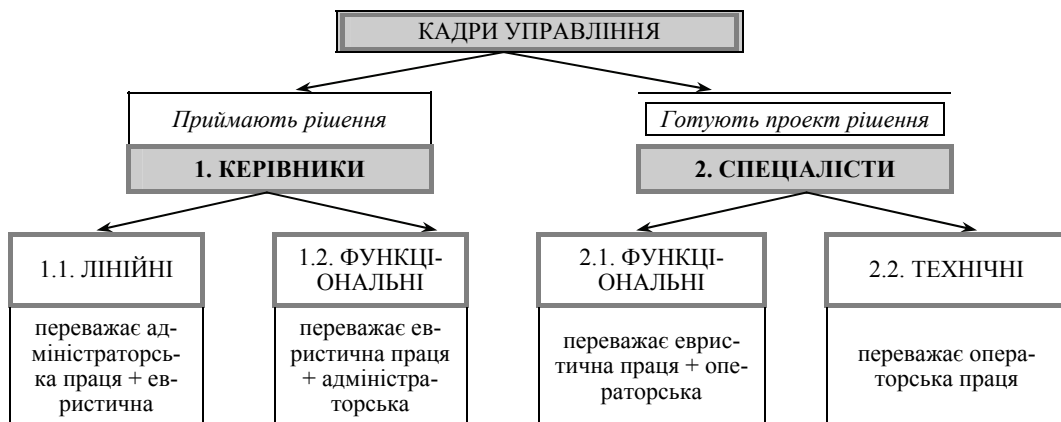 КАДРИ УПРАВЛІННЯ
Приймають рішення
Готують проект рішення
1. КЕРІВНИКИ
2. СПЕЦІАЛІСТИ
1.1. ЛІНІЙНІ
1.2. ФУНКЦІ-
ОНАЛЬНІ
2.1. ФУНКЦІ-
ОНАЛЬНІ
2.2. ТЕХНІЧНІ
переважає ад-
міністраторсь-
ка праця + ев-
ристична
переважає ев-
ристична праця
+ адміністра-
торська
переважає еврис-
тична праця + опе-
раторська
переважає опера-
торська праця